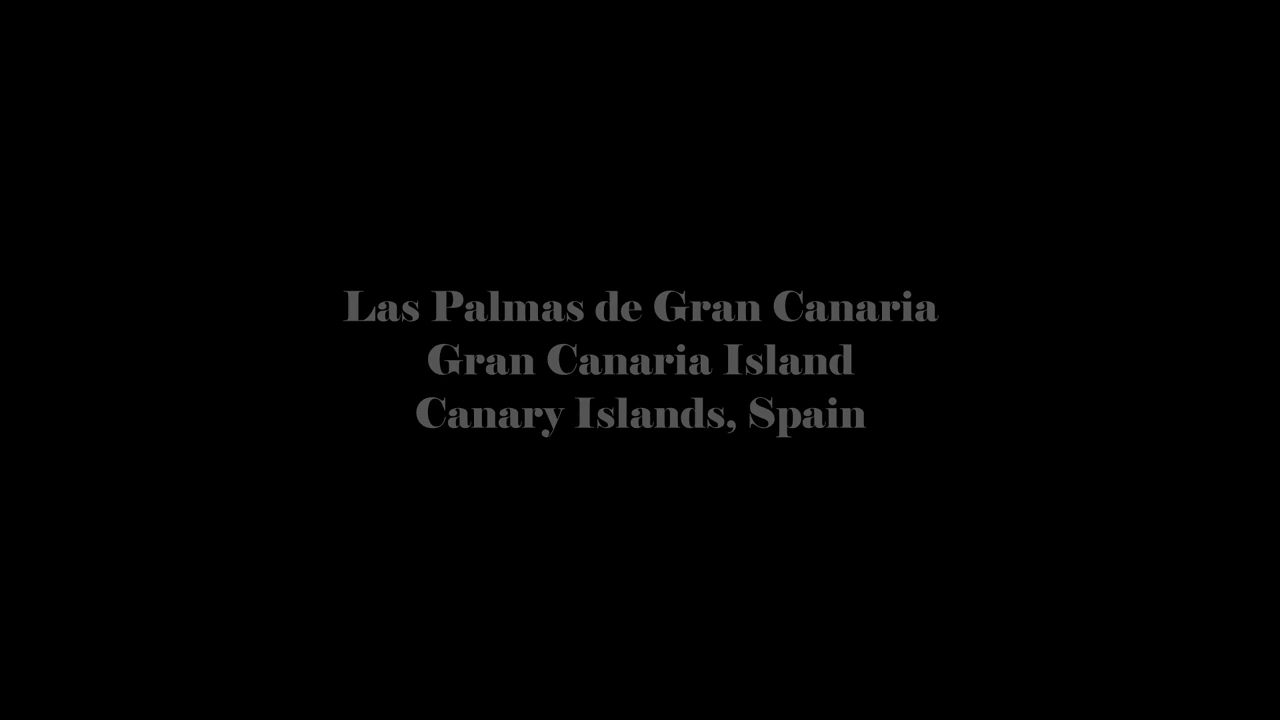 Las Palmas de Gran Canaria
Gran Canaria Island
Canary Islands, Spain